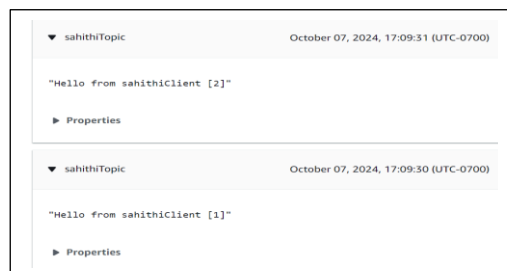 ▼ sahithiTopic October 07, 2024, 17:09:31 (UTC-0700)
"Hello from sahithiClient [2]"
▶ Properties
▼ sahithiTopic October 07, 2024, 17:09:30 (UTC-0700)
"Hello from sahithiClient [1]"
▶ Properties